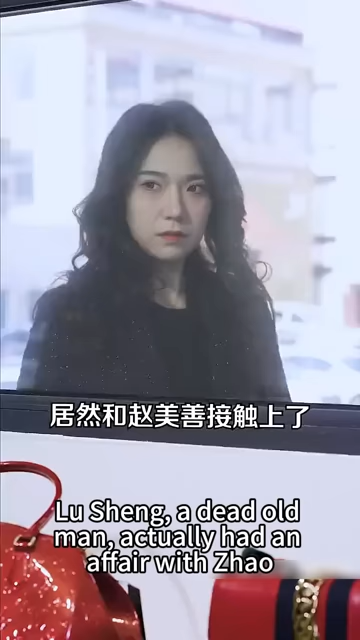 居然和赵美善接触上了
Lu Sheng, a dead old
man, actually had an
affair with Zhao